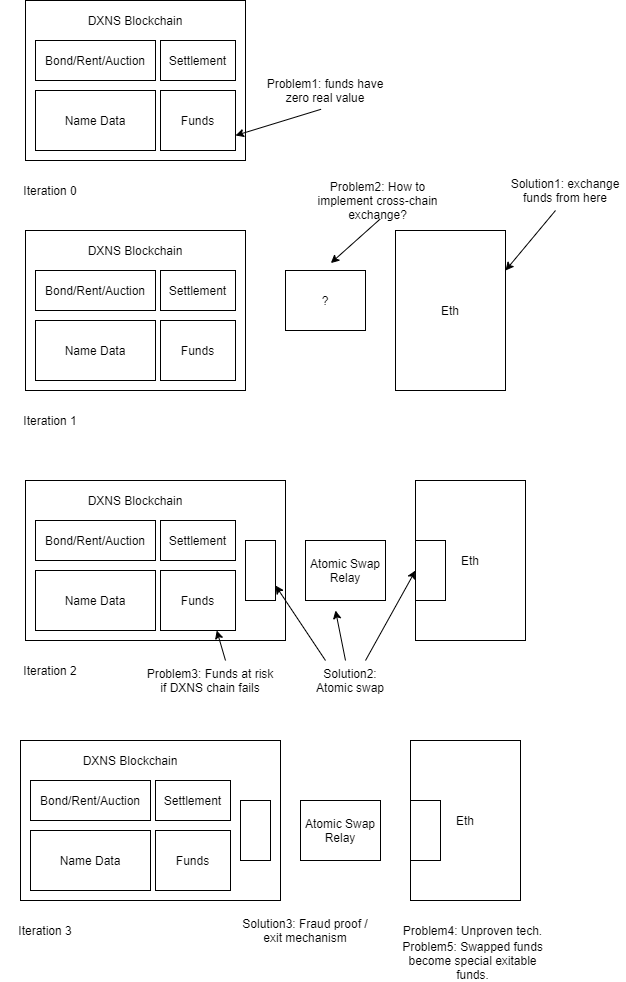 DXNS Blockchain
Bond/Rent/Auction
Settlement
Name Data
Funds
Problem1: funds have
zero real value
Iteration 0
Problem2: How to
implement cross-chain
exchange?
Solution1: exchange
funds from here
DXNS Blockchain
Bond/Rent/Auction
Settlement
Name Data
Funds
?
Eth
Iteration 1
DXNS Blockchain
Bond/Rent/Auction
Settlement
Name Data
Funds
Atomic Swap
Relay
Eth
Iteration 2
Problem3: Funds at risk
if DXNS chain fails
Solution2:
Atomic swap
DXNS Blockchain
Bond/Rent/Auction
Settlement
Name Data
Funds
Atomic Swap
Relay
Eth
Iteration 3
Solution3: Fraud proof /
exit mechanism
Problem4: Unproven tech.
Problem5: Swapped funds
become special exitable
funds.